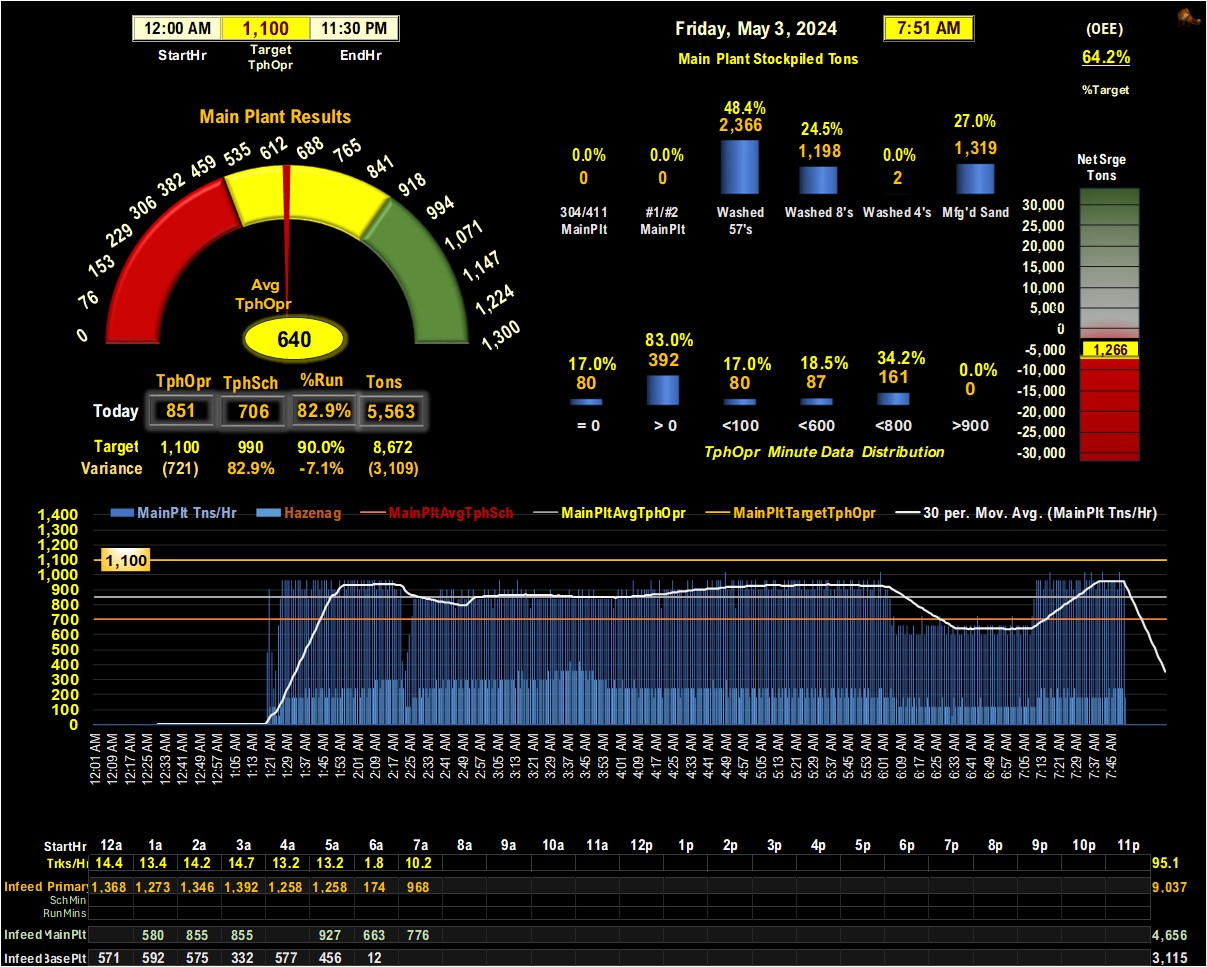 12:00 AM 1,100 11:30 PM
StartHr Target TphOpr EndHr
Friday, May 3, 2024 7:51 AM
Main Plant Stockpiled Tons
(OEE)
64.2%
%Target
Main Plant Results
0 76 153 229 306 382 459 535 612 688 765 841 918 994 1,071 1,147 1,224 1,300
Avg
TphOpr
640
48.4%
0.0% 0.0% 2,366 24.5% 0.0% 27.0%
0 0 1,198 2 1,319
304/411 #1/#2 Washed Washed 8's Washed 4's Mfg'd Sand
MainPlt MainPlt 57's
Net Srge
Tons
30,000
25,000
20,000
15,000
10,000
5,000
0
-5,000
1,266
-10,000
-15,000
-20,000
-25,000
-30,000
83.0%
17.0% 392 17.0% 18.5% 34.2% 0.0%
80 80 87 161 0
= 0 > 0 <100 <600 <800 >900
TphOpr Minute Data Distribution
TphOpr TphSch %Run Tons
Today 851 706 82.9% 5,563
Target 1,100 990 90.0% 8,672
Variance (721) 82.9% -7.1% (3,109)
MainPlt Tns/Hr Hazenag MainPltAvgTphSch MainPltAvgTphOpr MainPltTargetTphOpr 30 per. Mov. Avg. (MainPlt Tns/Hr)
1,400
1,300
1,200
1,100
1,100
1,000
900
800
700
600
500
400
300
200
100
0
12:01 AM 12:09 AM 12:17 AM 12:25 AM 12:33 AM 12:41 AM 12:49 AM 12:57 AM 1:05 AM 1:13 AM 1:21 AM 1:29 AM 1:37 AM 1:45 AM 1:53 AM 2:01 AM 2:09 AM 2:17 AM 2:25 AM 2:33 AM 2:41 AM 2:49 AM 2:57 AM 3:05 AM 3:13 AM 3:21 AM 3:29 AM 3:37 AM 3:45 AM 3:53 AM 4:01 AM 4:09 AM 4:17 AM 4:25 AM 4:33 AM 4:41 AM 4:49 AM 4:57 AM 5:05 AM 5:13 AM 5:21 AM 5:29 AM 5:37 AM 5:45 AM 5:53 AM 6:01 AM 6:09 AM 6:17 AM 6:25 AM 6:33 AM 6:41 AM 6:49 AM 6:57 AM 7:05 AM 7:13 AM 7:21 AM 7:29 AM 7:37 AM 7:45 AM
StartHr 12a 1a 2a 3a 4a 5a 6a 7a 8a 9a 10a 11a 12p 1p 2p 3p 4p 5p 6p 7p 8p 9p 10p 11p
Trks/Hr 14.4 13.4 14.2 14.7 13.2 13.2 1.8 10.2 95.1
Infeed Primary 1,368 1,273 1,346 1,392 1,258 1,258 174 968 9,037
Sch Min
Run Mins
Infeed MainPlt 580 855 855 927 663 776 4,656
Infeed BasePlt 571 592 575 332 577 456 12 3,115